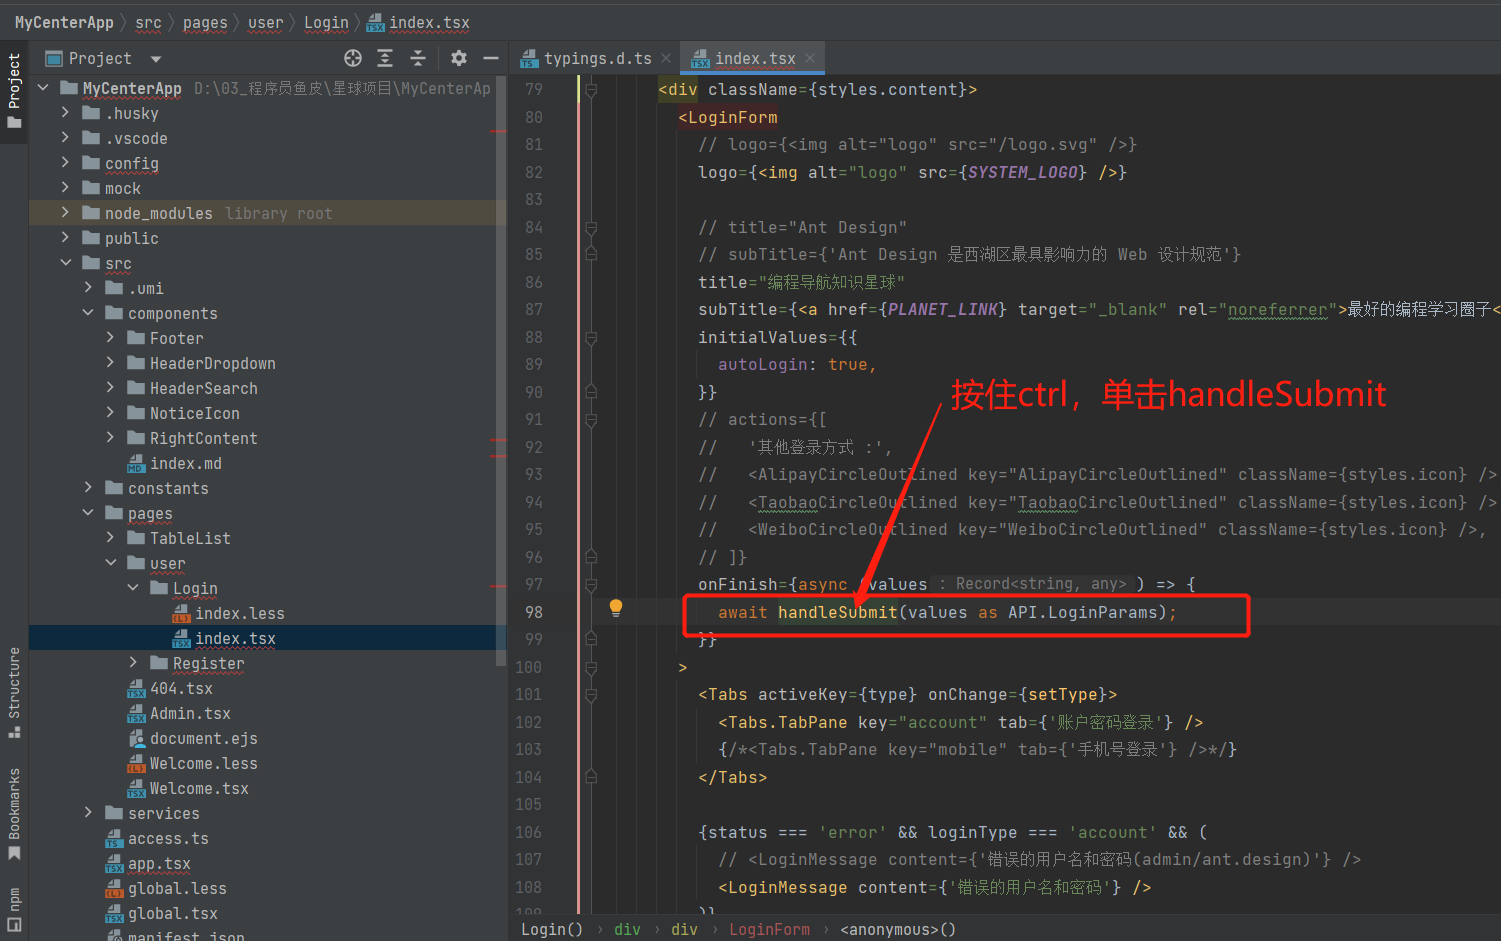 MyCenterApp 〉 src 〉 pages 〉 user 〉 Login 〉 index.tsx
Project
Project
typings.d.ts
index.tsx
MyCenterApp D:\03_程序员鱼皮\星球项目\MyCenterAp
.husky
.vscode
config
mock
node_modules library root
public
src
.umi
components
Footer
HeaderDropdown
HeaderSearch
NoticeIcon
RightContent
index.md
constants
pages
TableList
user
Login
index.less
index.tsx
Register
404.tsx
Admin.tsx
document.ejs
Welcome.less
Welcome.tsx
services
access.ts
app.tsx
global.less
global.tsx
manifest.json
Structure
Bookmarks
npm
79 <div className={styles.content}>
80 <LoginForm
81 // logo={<img alt="logo" src="/logo.svg" />}
82 logo={<img alt="logo" src={SYSTEM_LOGO} />}
83
84 // title="Ant Design"
85 // subTitle={'Ant Design 是西湖区最具影响力的 Web 设计规范'}
86 title="编程导航知识星球"
87 subTitle={<a href={PLANET_LINK} target="_blank" rel="noreferrer">最好的编程学习圈子<
88 initialValues={{
89 autoLogin: true,
90 }}
按住ctrl，单击handleSubmit
91 // actions={[
92 // '其他登录方式 :',
93 // <AlipayCircleOutlined key="AlipayCircleOutlined" className={styles.icon} />
94 // <TaobaoCircleOutlined key="TaobaoCircleOutlined" className={styles.icon} />
95 // <WeiboCircleOutlined key="WeiboCircleOutlined" className={styles.icon} />,
96 // ]}
97 onFinish={async (values : Record<string, any> ) => {
98 await handleSubmit(values as API.LoginParams);
99 }}
100 >
101 <Tabs activeKey={type} onChange={setType}>
102 <Tabs.TabPane key="account" tab={'账户密码登录'} />
103 {/*<Tabs.TabPane key="mobile" tab={'手机号登录'} />*/}
104 </Tabs>
105
106 {status === 'error' && loginType === 'account' && (
107 // <LoginMessage content={'错误的用户名和密码(admin/ant.design)'} />
108 <LoginMessage content={'错误的用户名和密码'} />
109 )}
Login() › div › div › LoginForm › <anonymous>()